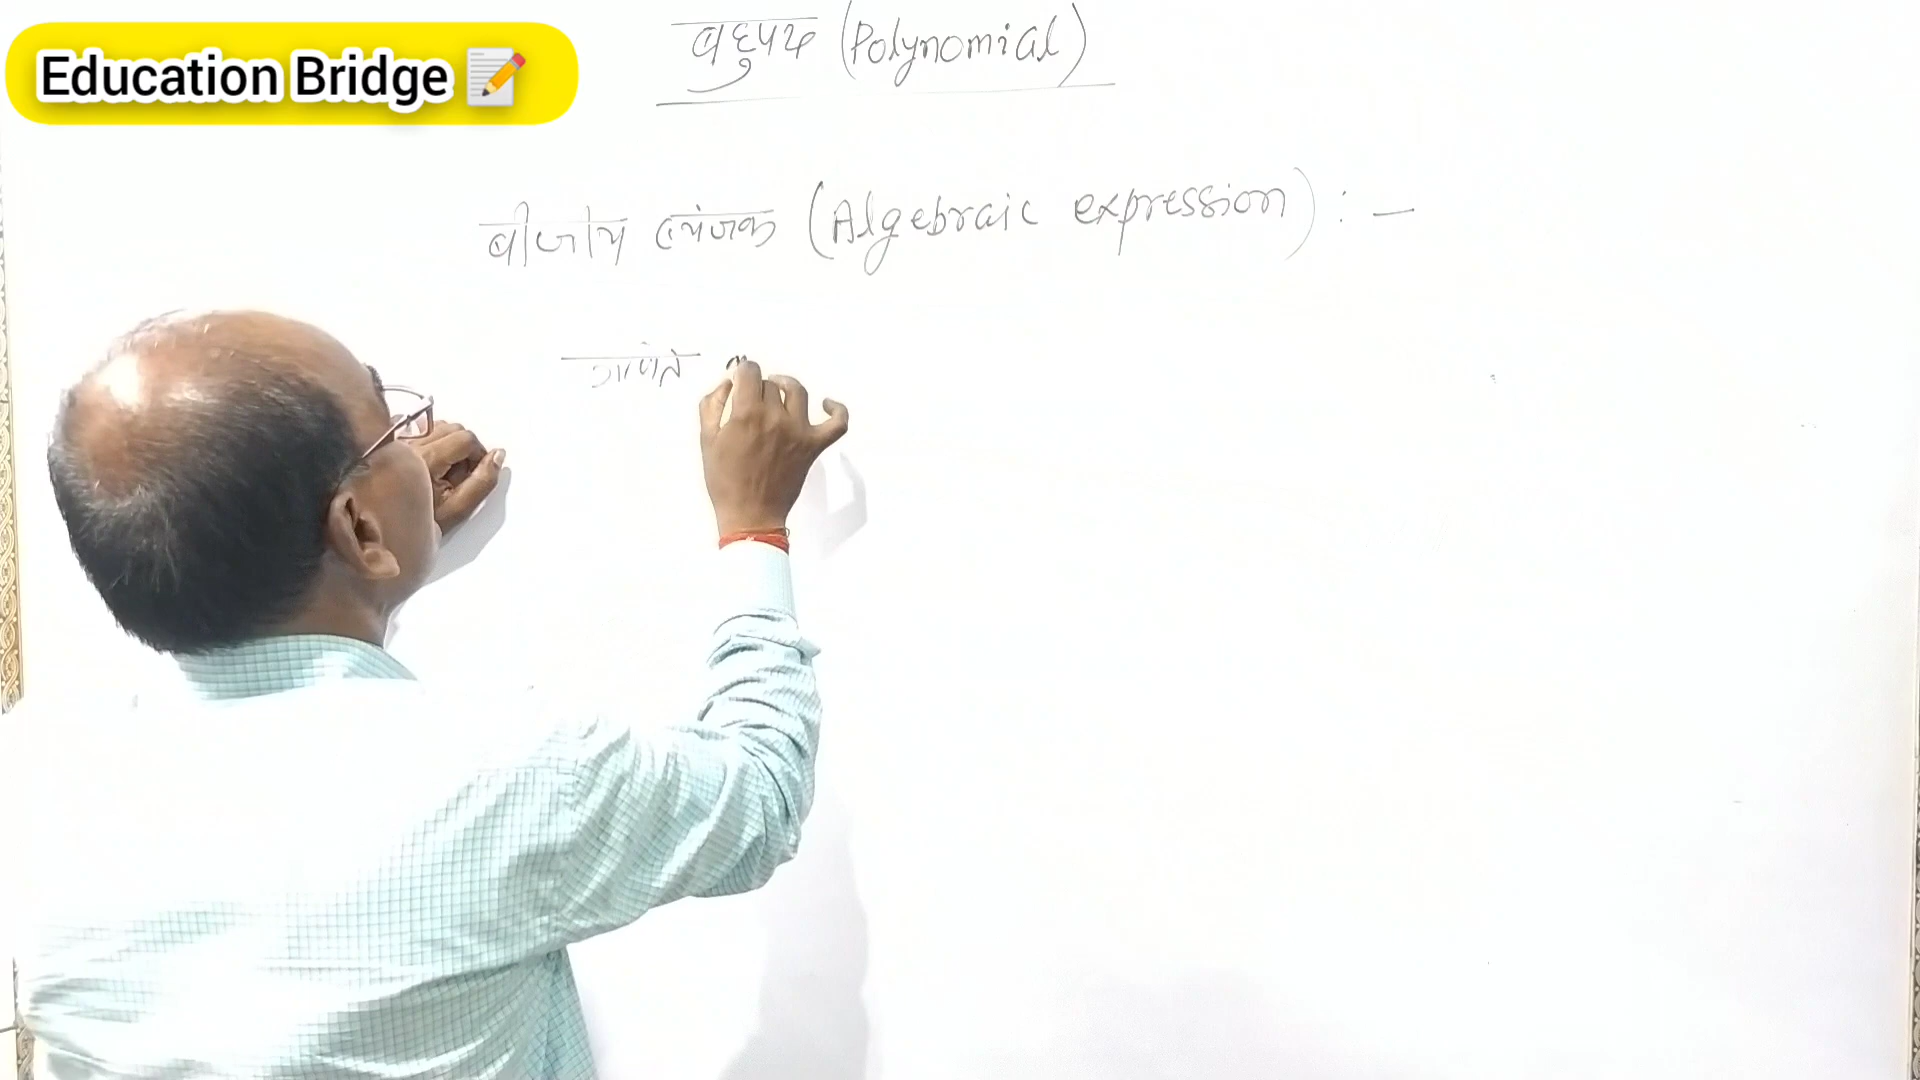 Education Bridge
बहुपद (Polynomial)
बीजीय व्यंजक (Algebraic expression) : —